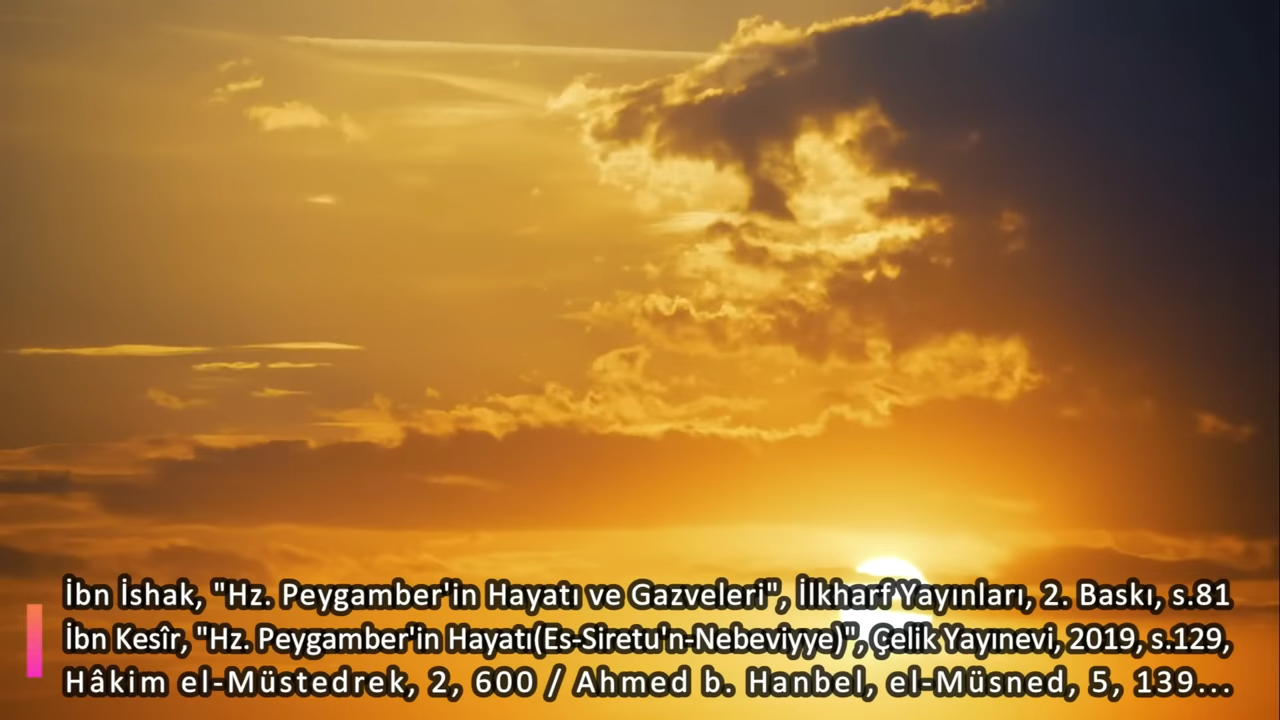 İbn İshak, "Hz. Peygamber'in Hayatı ve Gazveleri", İlkharf Yayınları, 2. Baskı, s.81
İbn Kesîr, "Hz. Peygamber'in Hayatı(Es-Siretu'n-Nebeviyye)", Çelik Yayınevi, 2019, s.129,
Hâkim el-Müstedrek, 2, 600 / Ahmed b. Hanbel, el-Müsned, 5, 139...